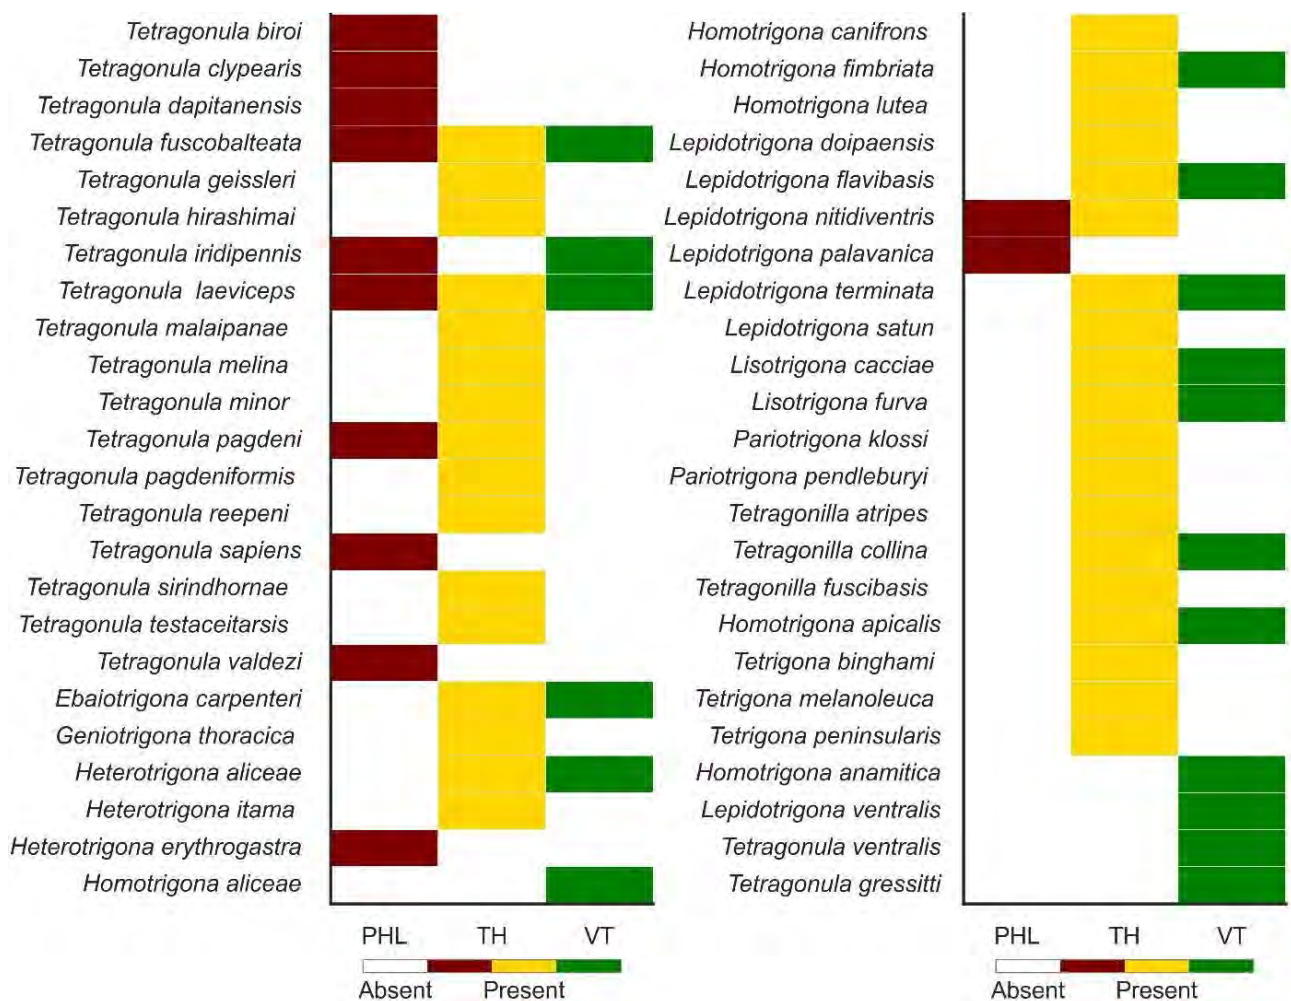 Tetragonula biroi
Tetragonula clypearis
Tetragonula dapitanensis
Tetragonula fuscobalteata
Tetragonula geissleri
Tetragonula hirashimai
Tetragonula iridipennis
Tetragonula laeviceps
Tetragonula malaipanae
Tetragonula melina
Tetragonula minor
Tetragonula pagdeni
Tetragonula pagdeniformis
Tetragonula reepeni
Tetragonula sapiens
Tetragonula sirindhornae
Tetragonula testaceitarsis
Tetragonula valdezi
Ebaiotrigona carpenteri
Geniotrigona thoracica
Heterotrigona aliceae
Heterotrigona itama
Heterotrigona erythrogastra
Homotrigona aliceae
PHL TH VT
Absent Present
Homotrigona canifrons
Homotrigona fimbriata
Homotrigona lutea
Lepidotrigona doipaensis
Lepidotrigona flavibasis
Lepidotrigona nitidiventris
Lepidotrigona palavanica
Lepidotrigona terminata
Lepidotrigona satun
Lisotrigona cacciae
Lisotrigona furva
Pariotrigona klossi
Pariotrigona pendleburyi
Tetragonilla atripes
Tetragonilla collina
Tetragonilla fuscibasis
Homotrigona apicalis
Tetrigona binghami
Tetrigona melanoleuca
Tetrigona peninsularis
Homotrigona anamitica
Lepidotrigona ventralis
Tetragonula ventralis
Tetragonula gressitti
PHL TH VT
Absent Present